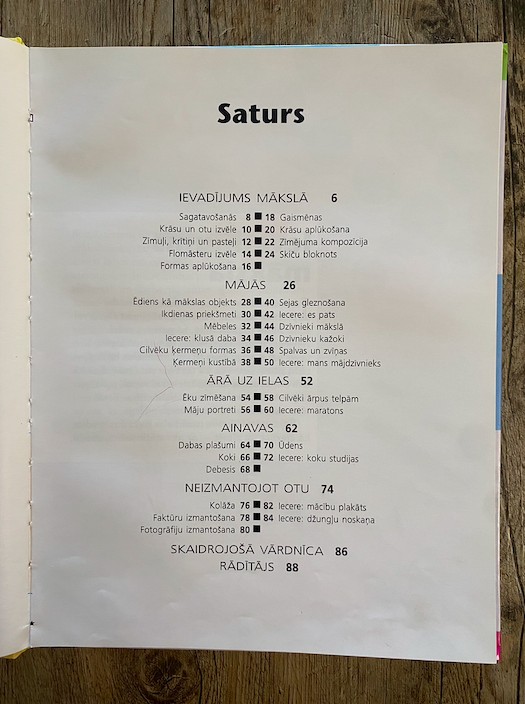 Saturs
IEVADĪJUMS MĀKSLĀ 6
Sagatavošanās 8 ■ 18 Gaismēnas
Krāsu un otu izvēle 10 ■ 20 Krāsu aplūkošana
Zīmuļi, krītiņi un pasteļi 12 ■ 22 Zīmējuma kompozīcija
Flomāsteru izvēle 14 ■ 24 Skiču bloknots
Formas aplūkošana 16 ■
MĀJĀS 26
Ēdiens kā mākslas objekts 28 ■ 40 Sejas gleznošana
Ikdienas priekšmeti 30 ■ 42 Iecere: es pats
Mēbeles 32 ■ 44 Dzīvnieki mākslā
Iecere: klusā daba 34 ■ 46 Dzīvnieku kažoki
Cilvēku ķermeņu formas 36 ■ 48 Spalvas un zvīņas
Ķermeņi kustībā 38 ■ 50 Iecere: mans mājdzīvnieks
ĀRĀ UZ IELAS 52
Ēku zīmēšana 54 ■ 58 Cilvēki ārpus telpām
Māju portreti 56 ■ 60 Iecere: maratons
AINAVAS 62
Dabas plašumi 64 ■ 70 Ūdens
Koki 66 ■ 72 Iecere: koku studijas
Debesis 68 ■
NEIZMANTOJOT OTU 74
Kolāža 76 ■ 82 Iecere: mācību plakāts
Faktūru izmantošana 78 ■ 84 Iecere: džungļu noskaņa
Fotogrāfiju izmantošana 80 ■
SKAIDROJOŠĀ VĀRDNĪCA 86
RĀDĪTĀJS 88